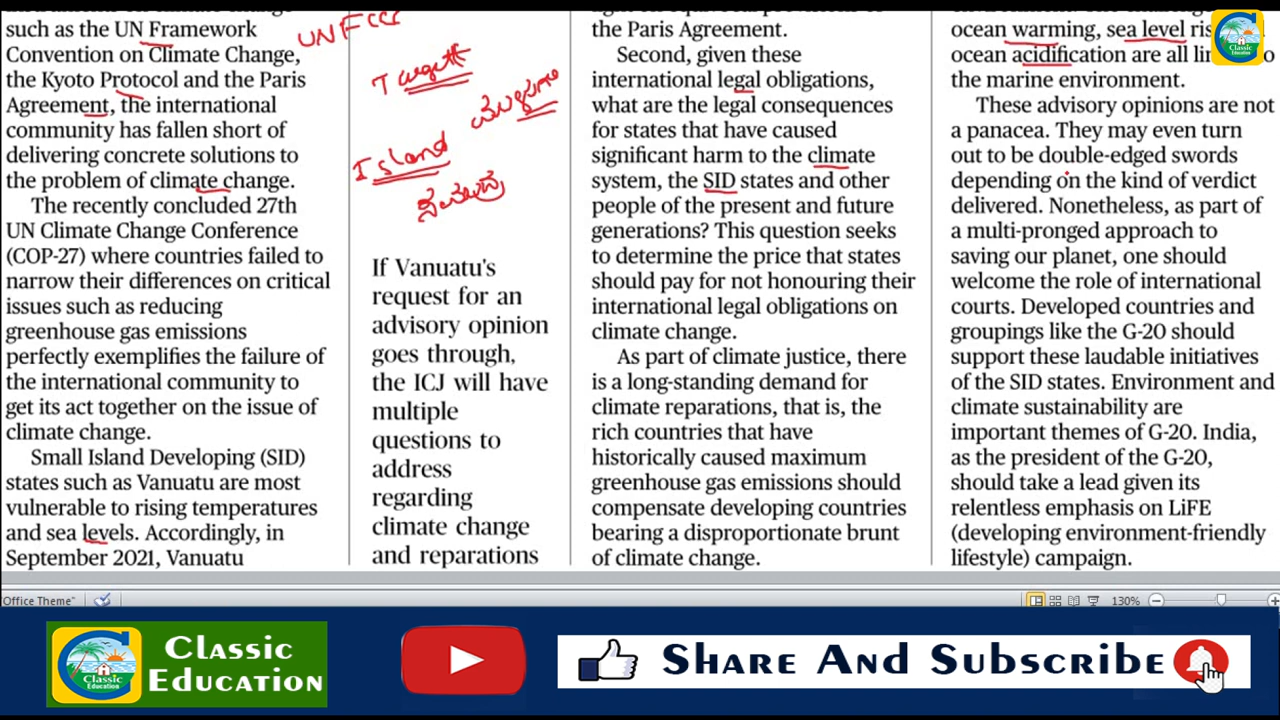 such as the UN Framework
Convention on Climate Change,
the Kyoto Protocol and the Paris
Agreement, the international
community has fallen short of
delivering concrete solutions to
the problem of climate change.
The recently concluded 27th
UN Climate Change Conference
(COP-27) where countries failed to
narrow their differences on critical
issues such as reducing
greenhouse gas emissions
perfectly exemplifies the failure of
the international community to
get its act together on the issue of
climate change.
Small Island Developing (SID)
states such as Vanuatu are most
vulnerable to rising temperatures
and sea levels. Accordingly, in
September 2021, Vanuatu
UNFCCC
Island
If Vanuatu's
request for an
advisory opinion
goes through,
the ICJ will have
multiple
questions to
address
regarding
climate change
and reparations
the Paris Agreement.
Second, given these
international legal obligations,
what are the legal consequences
for states that have caused
significant harm to the climate
system, the SID states and other
people of the present and future
generations? This question seeks
to determine the price that states
should pay for not honouring their
international legal obligations on
climate change.
As part of climate justice, there
is a long-standing demand for
climate reparations, that is, the
rich countries that have
historically caused maximum
greenhouse gas emissions should
compensate developing countries
bearing a disproportionate brunt
of climate change.
ocean warming, sea level
ocean acidification are all
the marine environment.
These advisory opinions are not
a panacea. They may even turn
out to be double-edged swords
depending on the kind of verdict
delivered. Nonetheless, as part of
a multi-pronged approach to
saving our planet, one should
welcome the role of international
courts. Developed countries and
groupings like the G-20 should
support these laudable initiatives
of the SID states. Environment and
climate sustainability are
important themes of G-20. India,
as the president of the G-20,
should take a lead given its
relentless emphasis on LiFE
(developing environment-friendly
lifestyle) campaign.
Classic
Education
"Office Theme"
130%
Classic
Education
Classic
Education
Share And Subscribe